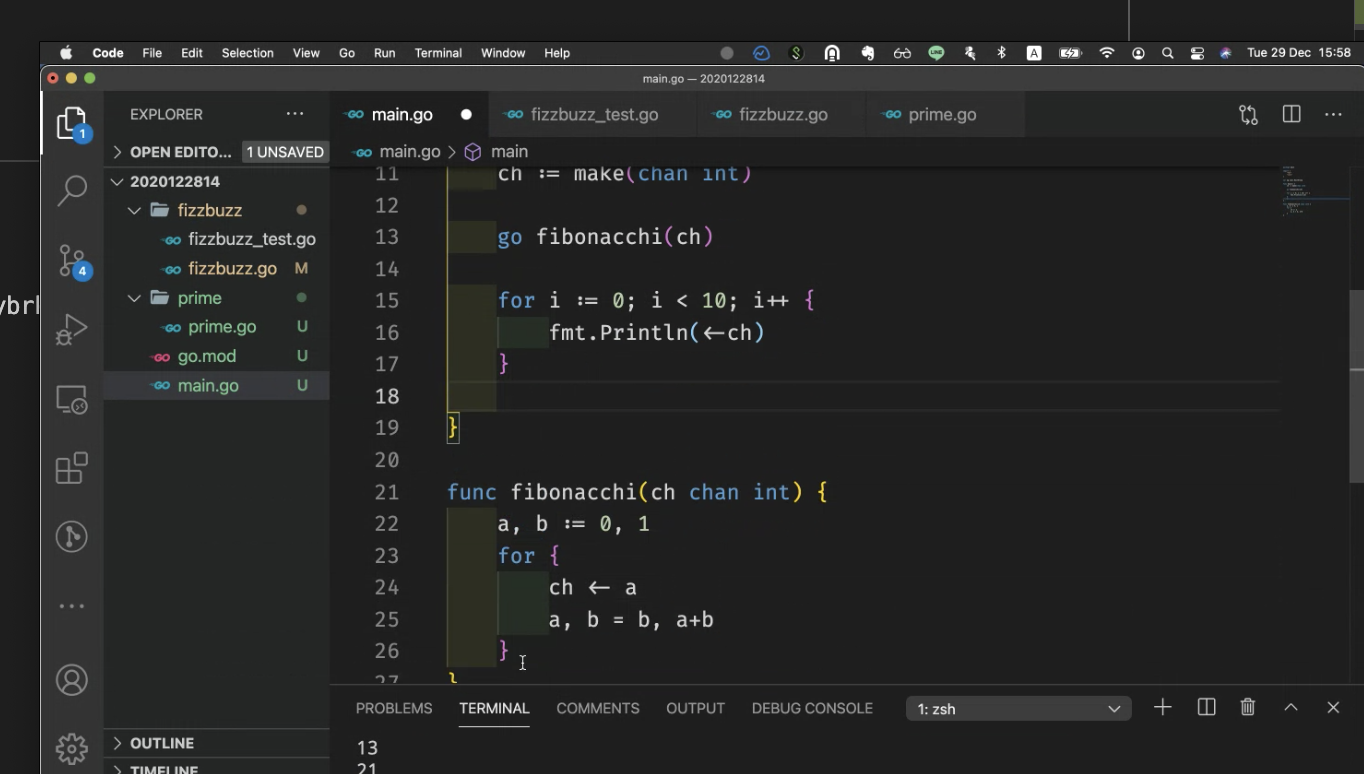 Code File Edit Selection View Go Run Terminal Window Help A Tue 29 Dec 15:58
main.go — 2020122814
EXPLORER ···
1
main.go fizzbuzz_test.go fizzbuzz.go prime.go
OPEN EDITO... 1 UNSAVED
main.go > main
2020122814
fizzbuzz
fizzbuzz_test.go
fizzbuzz.go M
prime
prime.go U
go.mod U
main.go U
4
11 ch := make(chan int)
12
13 go fibonacchi(ch)
14
15 for i := 0; i < 10; i++ {
16 fmt.Println(<-ch)
17 }
18
19 }
20
21 func fibonacchi(ch chan int) {
22 a, b := 0, 1
23 for {
24 ch <- a
25 a, b = b, a+b
26 }
27 }
PROBLEMS TERMINAL COMMENTS OUTPUT DEBUG CONSOLE 1: zsh
13
21
OUTLINE
TIMELINE